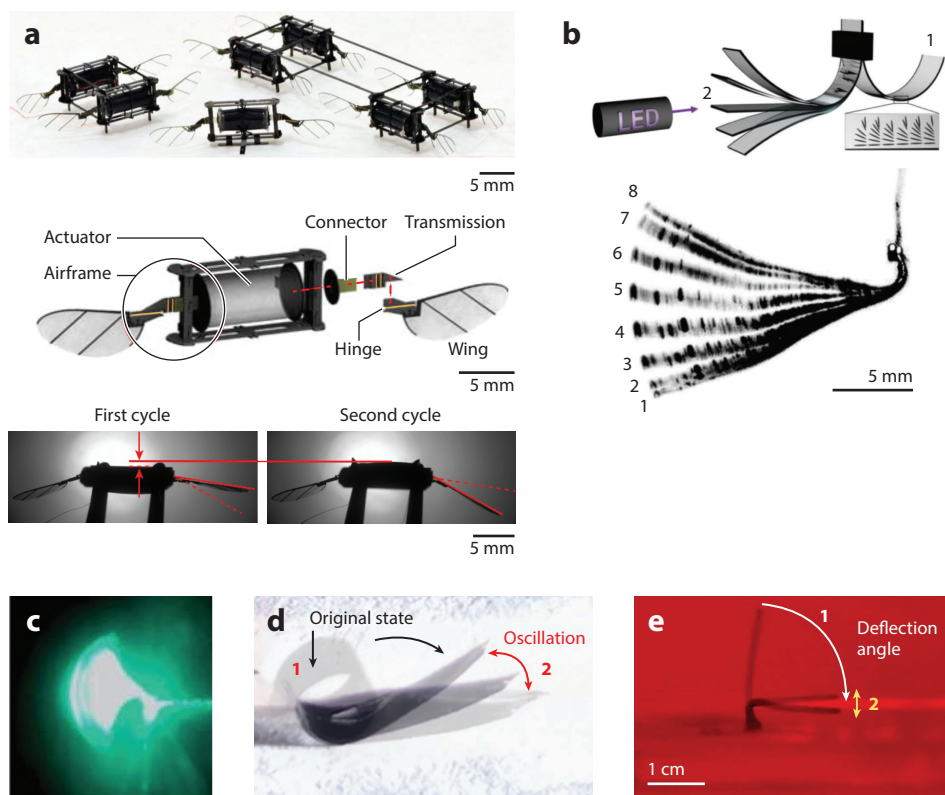 a
5 mm
Actuator
Airframe
Connector
Transmission
Hinge
Wing
5 mm
First cycle
Second cycle
5 mm
b
1
2
LED
8
7
6
5
4
3
2
1
5 mm
c
d
Original state
1
Oscillation
2
e
1
Deflection
angle
2
1 cm